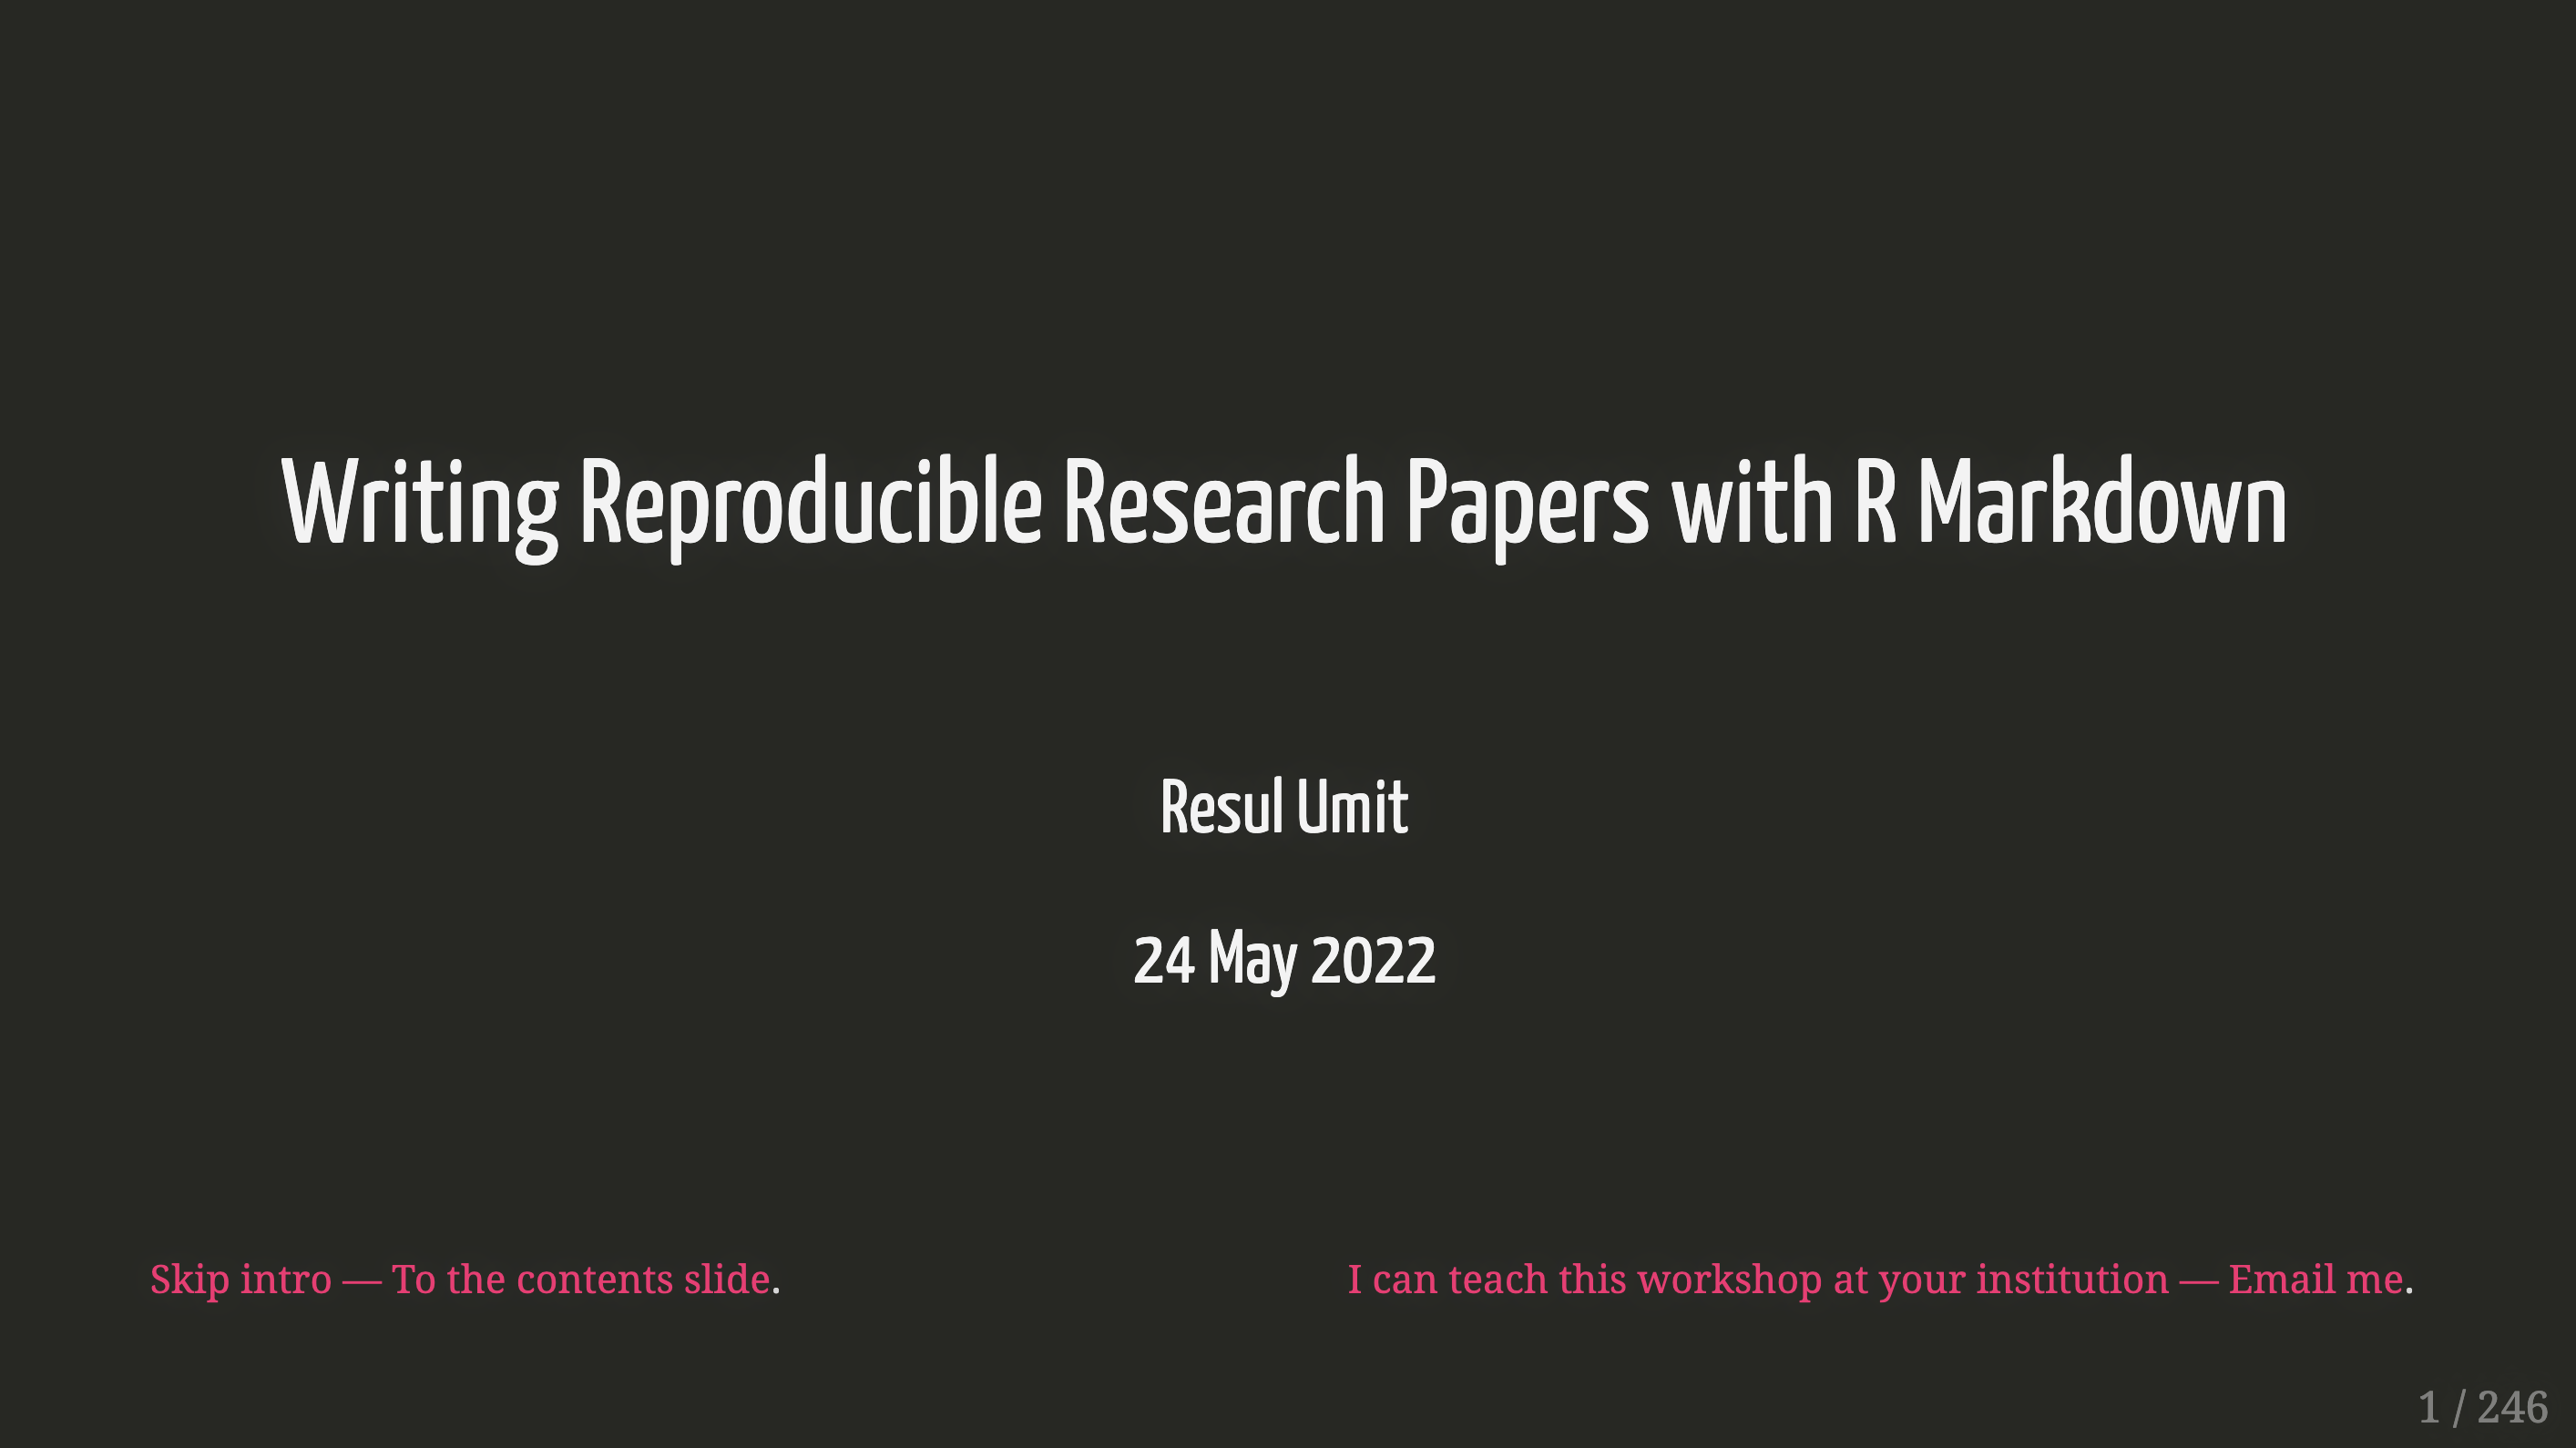 Writing Reproducible Research Papers with R Markdown
Resul Umit
24 May 2022
Skip intro — To the contents slide.
I can teach this workshop at your institution — Email me.
1 / 246